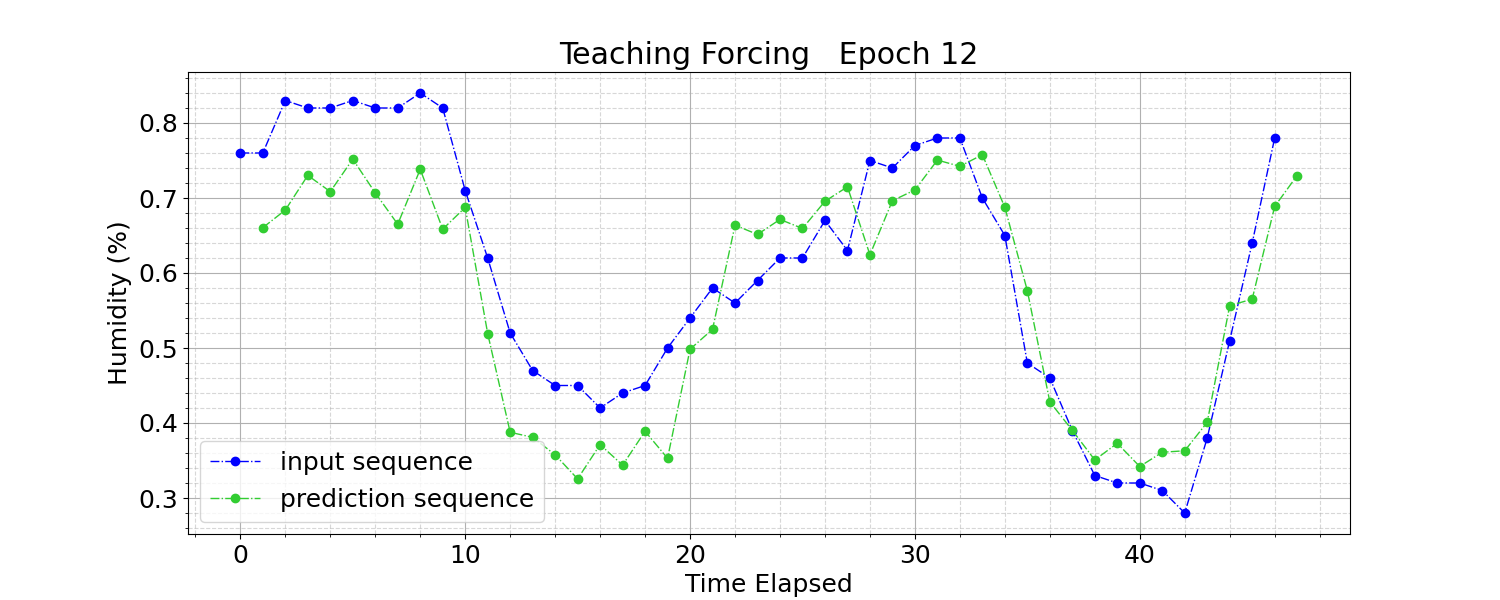 Teaching Forcing   Epoch 12
Humidity (%)
0.8
0.7
0.6
0.5
0.4
0.3
input sequence
prediction sequence
0 10 20 30 40
Time Elapsed